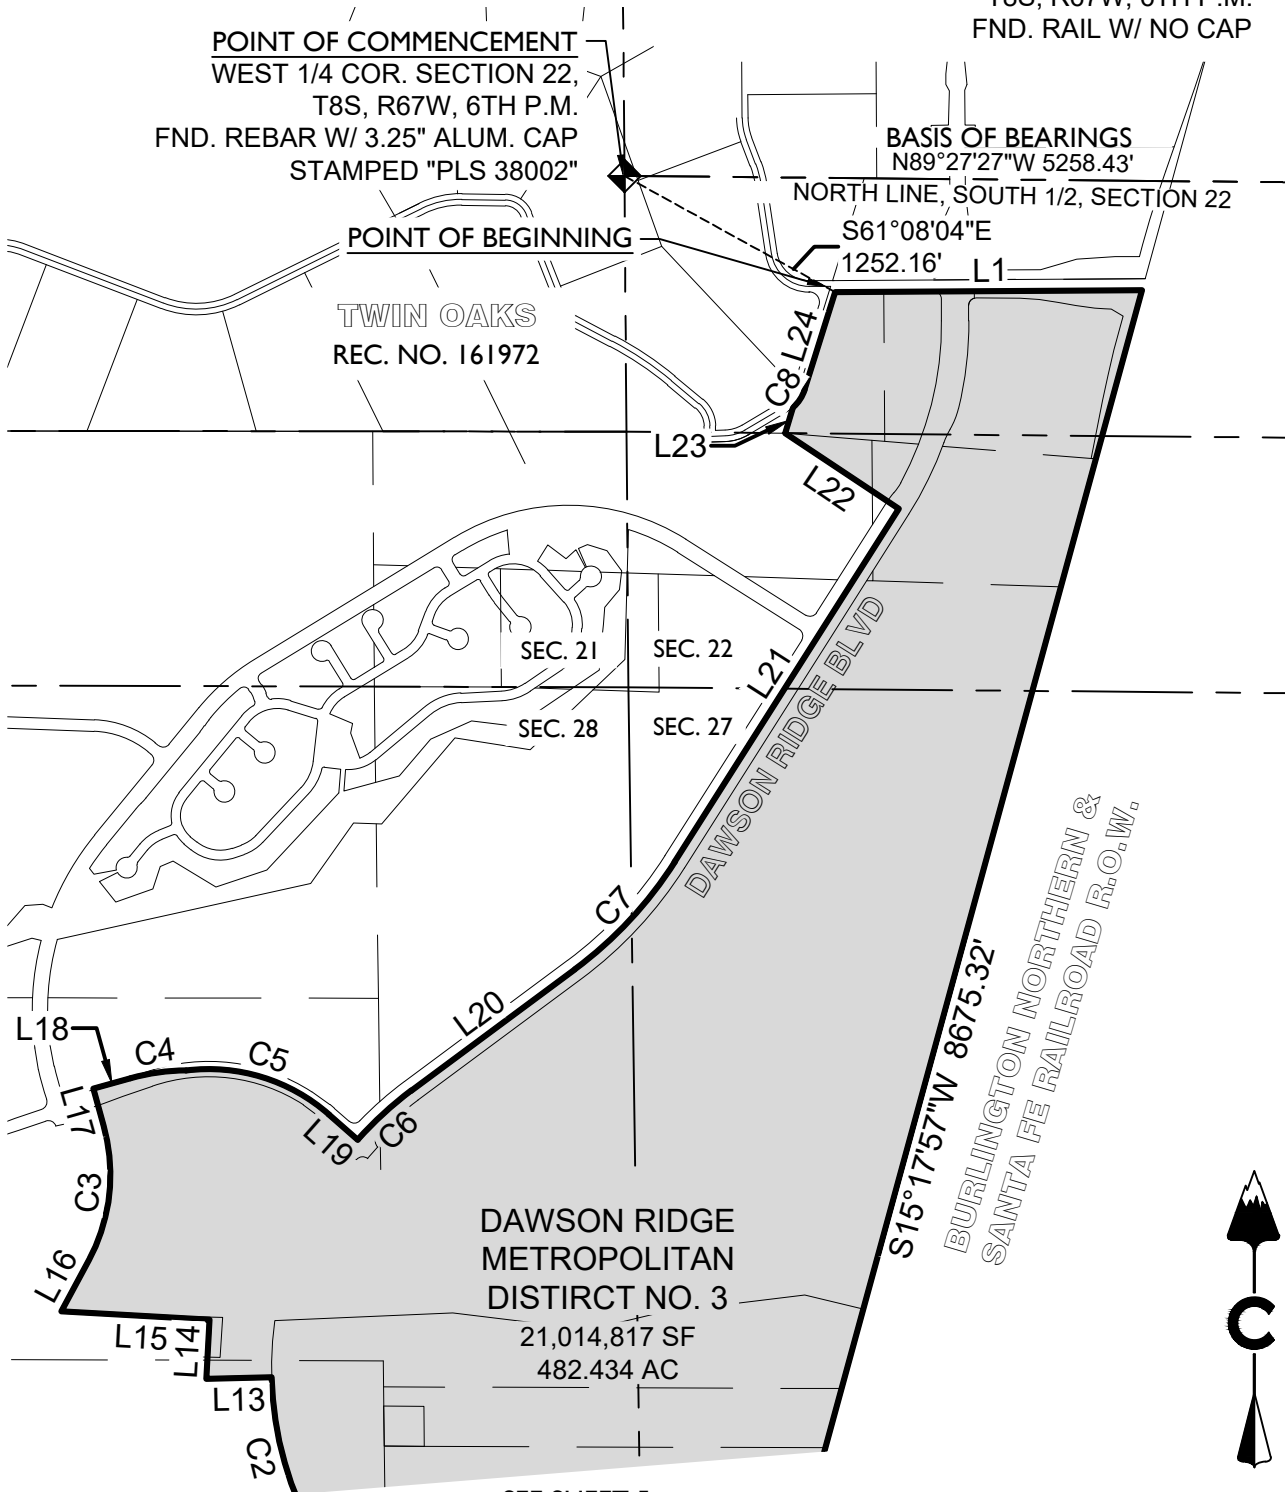 T8S, R67W, 6TH P.M.
FND. RAIL W/ NO CAP
POINT OF COMMENCEMENT
WEST 1/4 COR. SECTION 22,
T8S, R67W, 6TH P.M.
FND. REBAR W/ 3.25" ALUM. CAP
STAMPED "PLS 38002"
BASIS OF BEARINGS
N89°27'27"W 5258.43'
NORTH LINE, SOUTH 1/2, SECTION 22
POINT OF BEGINNING
S61°08'04"E
1252.16'
L1
TWIN OAKS
REC. NO. 161972
L24
C8
L23
L22
SEC. 21
SEC. 22
L21
DAWSON RIDGE BLVD
SEC. 28
SEC. 27
C7
BURLINGTON NORTHERN &
SANTA FE RAILROAD R.O.W.
S15°17'57"W 8675.32'
L20
L18
C4
C5
L17
L19
C6
C3
L16
DAWSON RIDGE
METROPOLITAN
DISTIRCT NO. 3
21,014,817 SF
482.434 AC
L15
L14
L13
C2
C